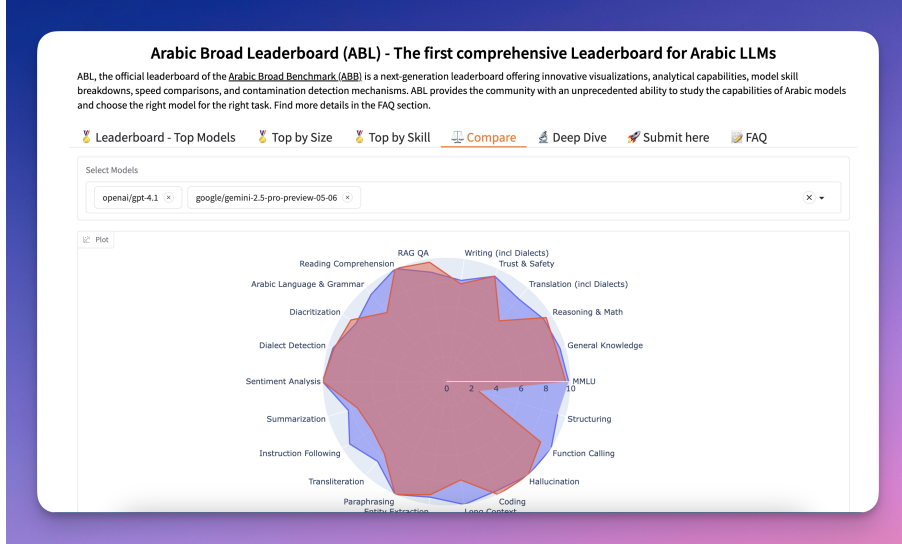 Arabic Broad Leaderboard (ABL) - The first comprehensive Leaderboard for Arabic LLMs
ABL, the official leaderboard of the Arabic Broad Benchmark (ABB) is a next-generation leaderboard offering innovative visualizations, analytical capabilities, model skill
breakdowns, speed comparisons, and contamination detection mechanisms. ABL provides the community with an unprecedented ability to study the capabilities of Arabic models
and choose the right model for the right task. Find more details in the FAQ section.
🏅 Leaderboard - Top Models 🏅 Top by Size 🏅 Top by Skill ⚖️ Compare 🔬 Deep Dive 🚀 Submit here 📝 FAQ
Select Models
openai/gpt-4.1 × google/gemini-2.5-pro-preview-05-06 ×
Plot
RAG QA
Writing (incl Dialects)
Reading Comprehension
Trust & Safety
Arabic Language & Grammar
Translation (incl Dialects)
Diacritization
Reasoning & Math
Dialect Detection
General Knowledge
Sentiment Analysis
MMLU
0 2 4 6 8 10
Summarization
Structuring
Instruction Following
Function Calling
Transliteration
Hallucination
Paraphrasing
Coding
Entity Extraction
Long Context